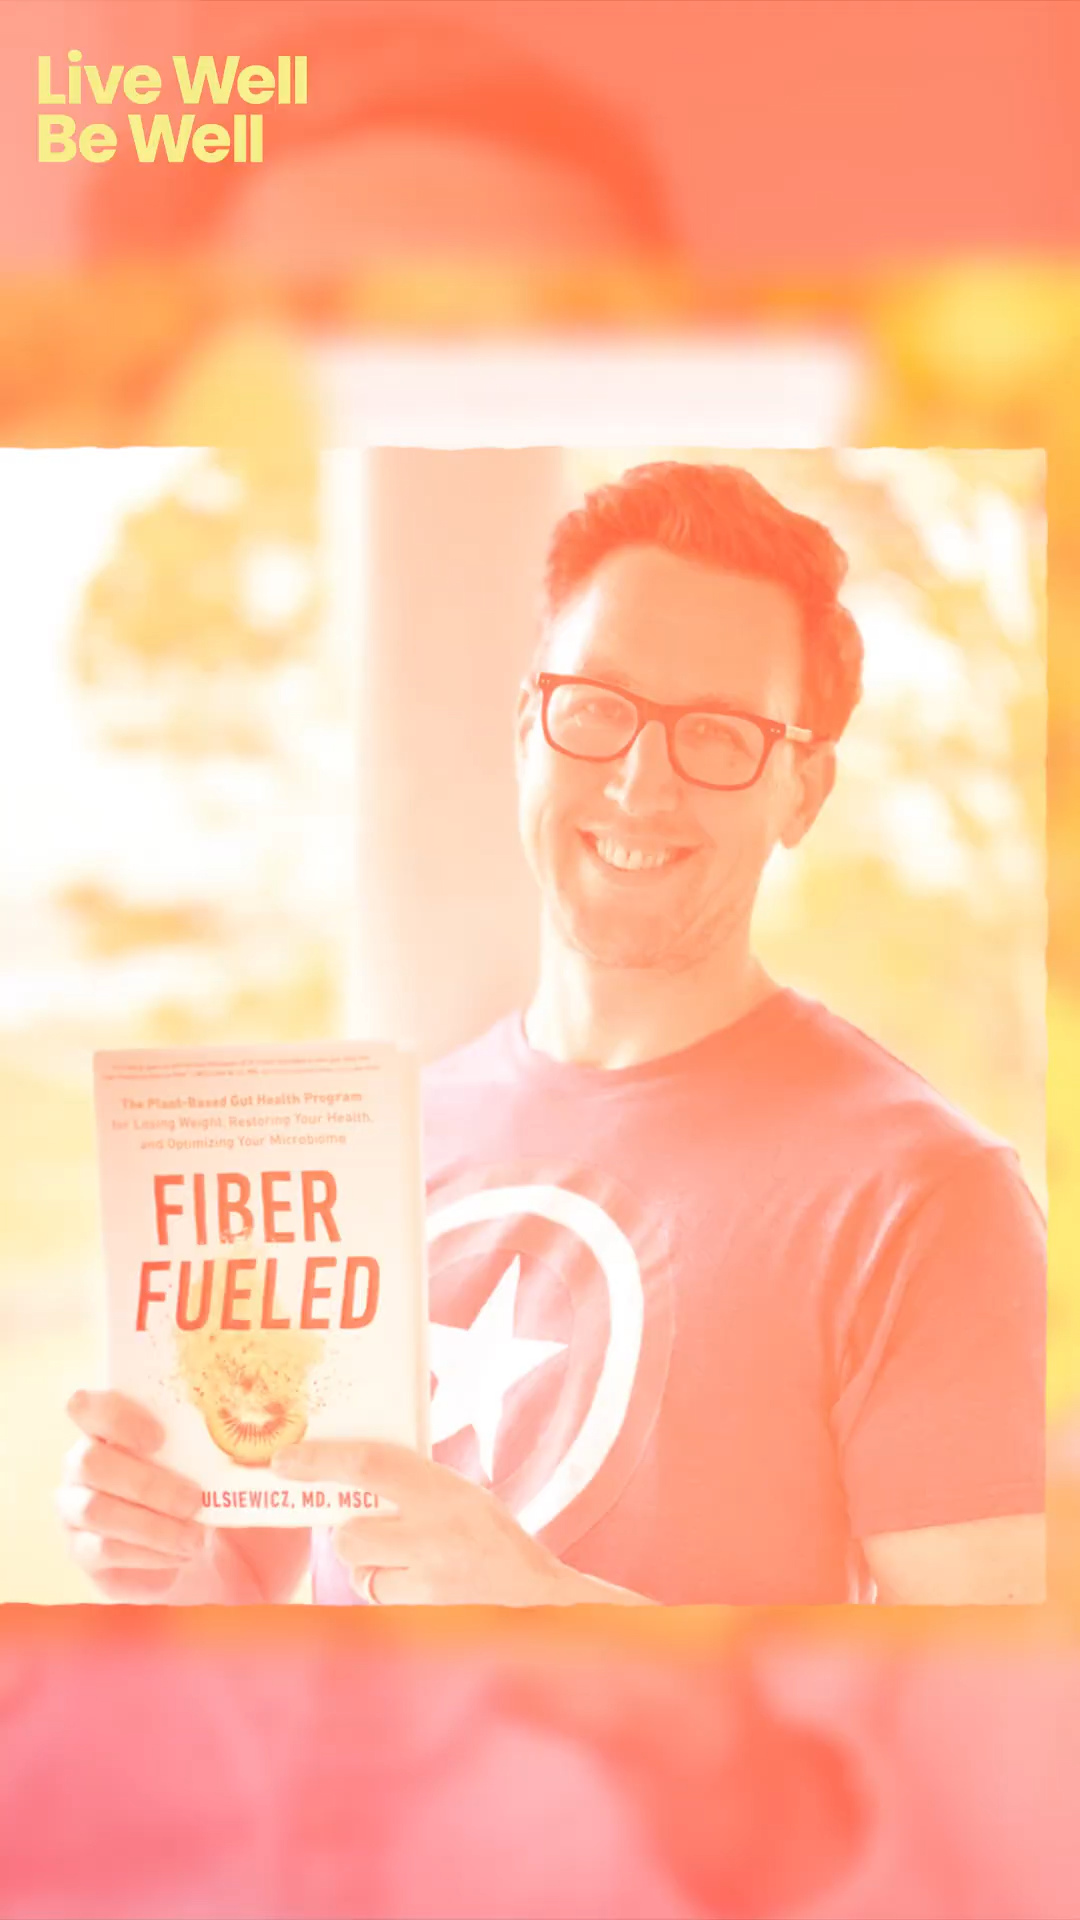 Live Well
Be Well
The Plant-Based Gut Health Program
for Losing Weight, Restoring Your Health,
and Optimizing Your Microbiome
FIBER
FUELED
ULSIEWICZ, MD, MSCI